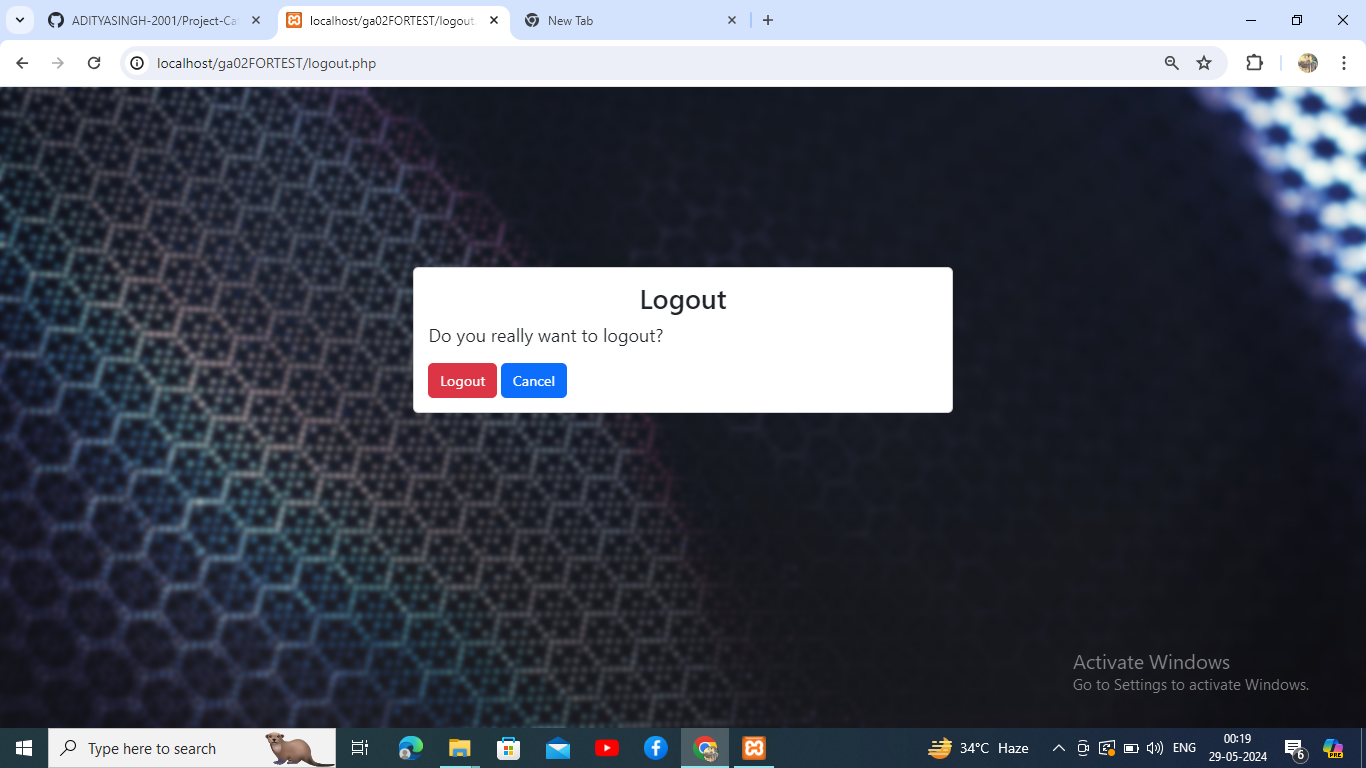 ADITYASINGH-2001/Project-Ca
localhost/ga02FORTEST/logout
New Tab
localhost/ga02FORTEST/logout.php
Logout
Do you really want to logout?
Logout Cancel
Activate Windows
Go to Settings to activate Windows.
Type here to search
34°C Haze
ENG
00:19
29-05-2024
6
PRE